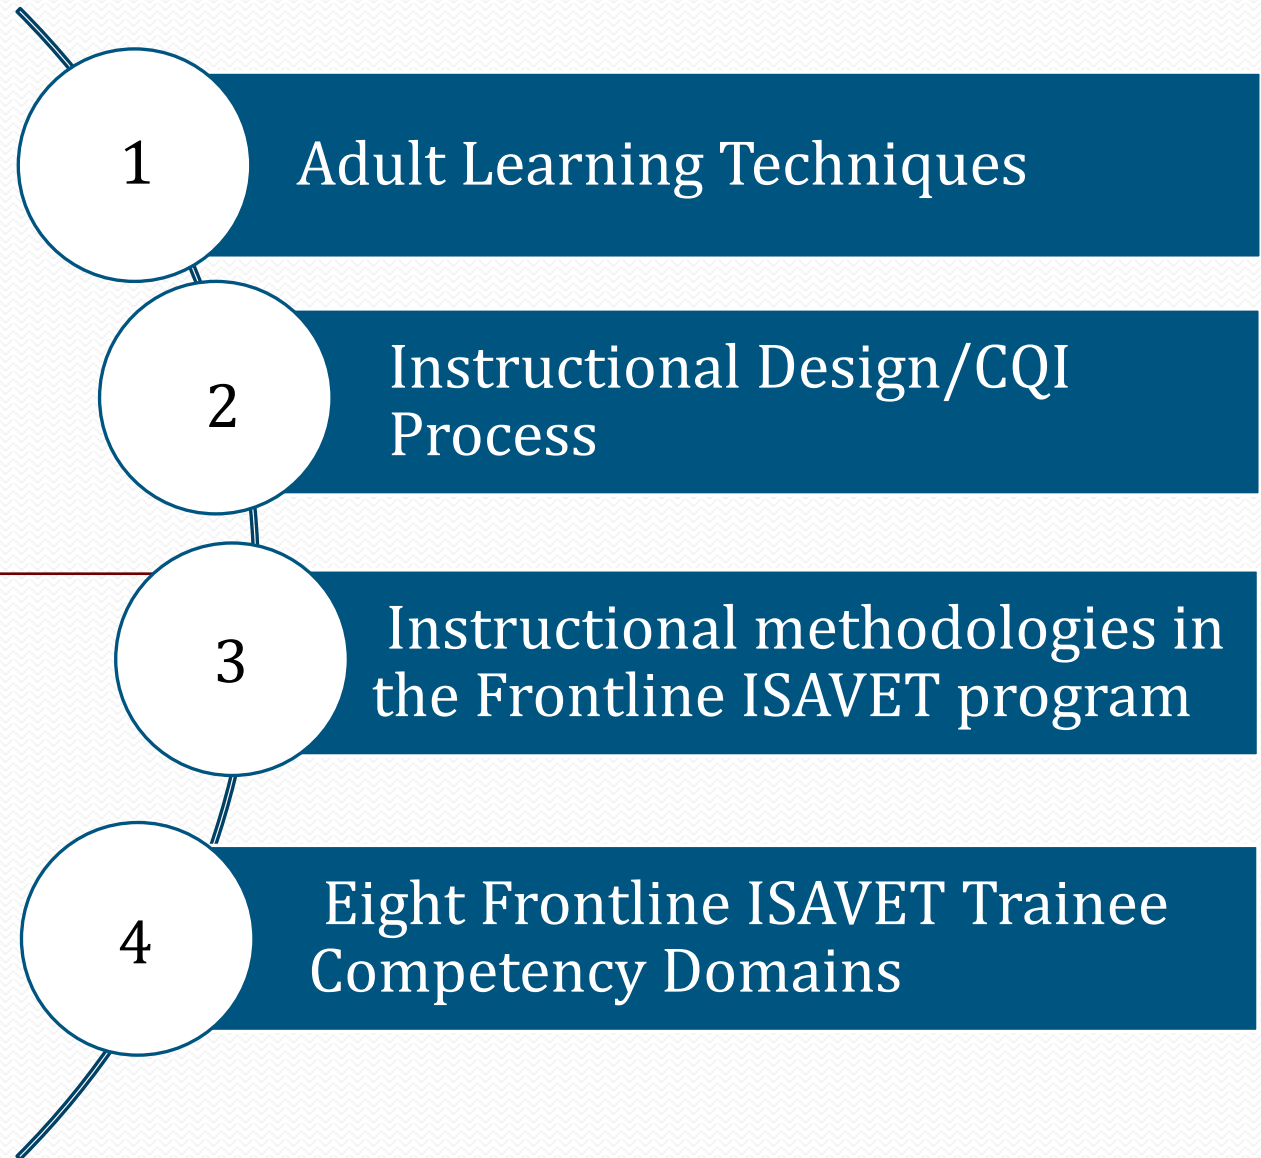 1
Adult Learning Techniques
2
Instructional Design/CQI
Process
3
Instructional methodologies in
the Frontline ISAVET program
4
Eight Frontline ISAVET Trainee
Competency Domains